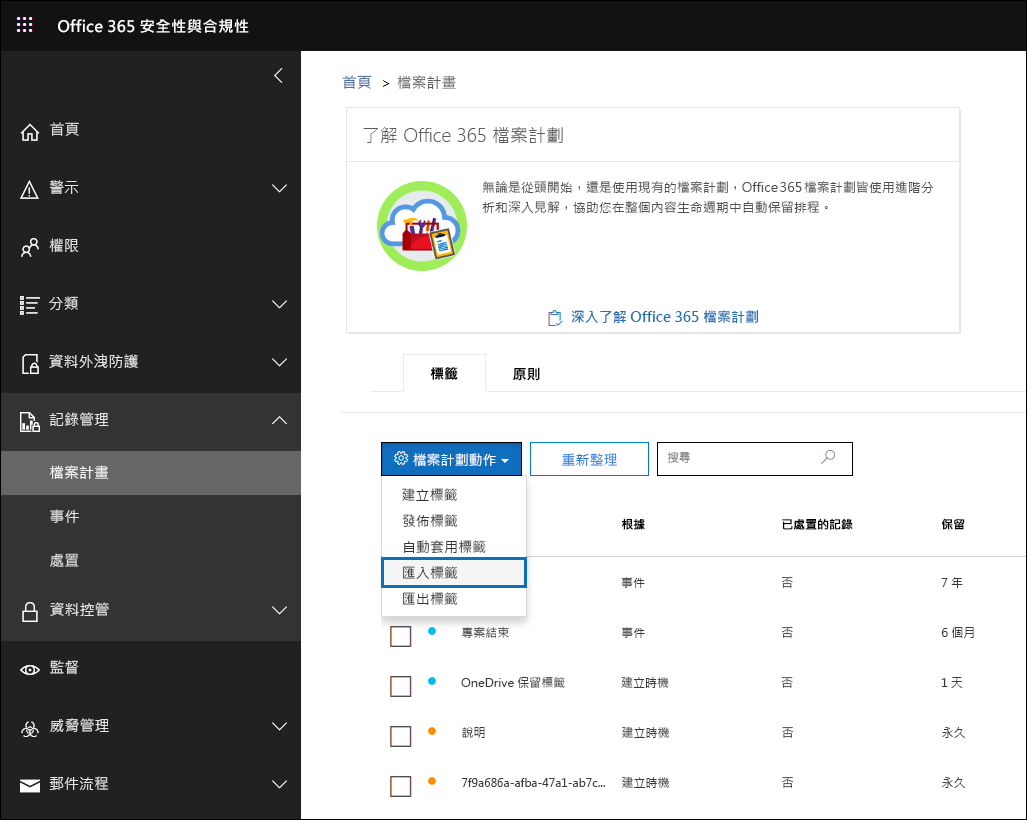 Office 365 安全性與合規性
首頁
警示
權限
分類
資料外洩防護
記錄管理
檔案計畫
事件
處置
資料控管
監督
威脅管理
郵件流程
首頁 > 檔案計畫
了解 Office 365 檔案計劃
無論是從頭開始，還是使用現有的檔案計劃，Office 365 檔案計劃皆使用進階分
析和深入見解，協助您在整個內容生命週期中自動保留排程。
深入了解 Office 365 檔案計劃
標籤 原則
檔案計劃動作 重新整理 搜尋
建立標籤
發佈標籤
自動套用標籤
匯入標籤
匯出標籤
根據 已處置的記錄 保留
事件 否 7 年
專案結束 事件 否 6 個月
OneDrive 保留標籤 建立時機 否 1 天
說明 建立時機 否 永久
7f9a686a-afba-47a1-ab7c... 建立時機 否 永久